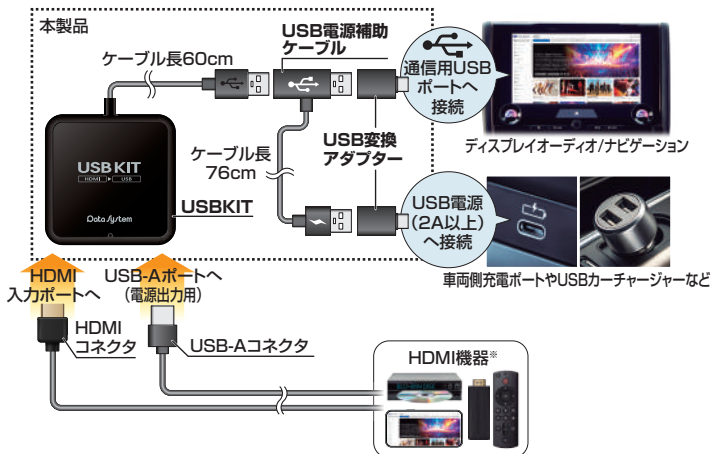 本製品
ケーブル長60cm
USB電源補助
ケーブル
通信用USB
ポートへ
接続
ディスプレイオーディオ/ナビゲーション
USB KIT
HDMI ▶ USB
Data System
USBKIT
ケーブル長
76cm
USB変換
アダプター
USB電源
(2A以上)
へ接続
車両側充電ポートやUSBカーチャージャーなど
HDMI
入力ポートへ
USB-Aポートへ
(電源出力用)
HDMI
コネクタ
USB-Aコネクタ
HDMI機器※